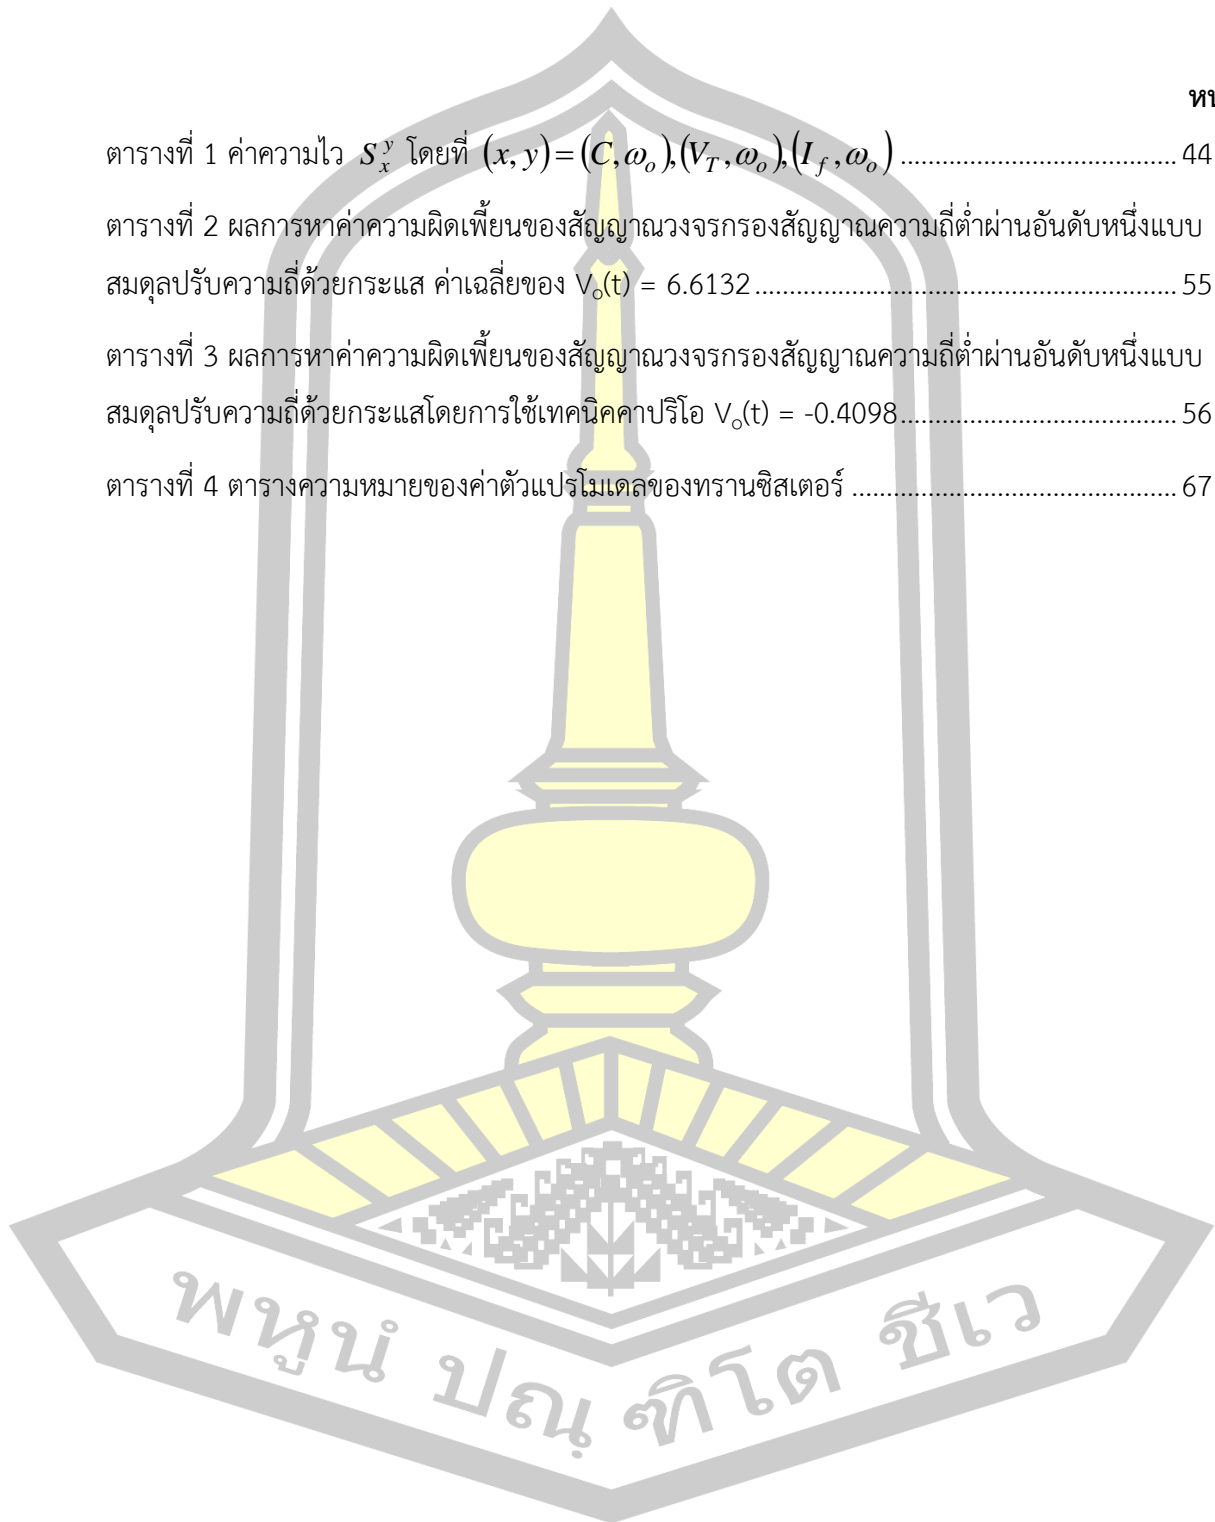 ตารางที่ 1 ค่าความไว S_x^y โดยที่ (x, y) = (C, ω_o), (V_T, ω_o), (I_f, ω_o) ........................................ 44
ตารางที่ 2 ผลการหาค่าความผิดเพี้ยนของสัญญาณวงจรกรองสัญญาณความถี่ต่ำผ่านอันดับหนึ่งแบบ
สมดุลปรับความถี่ด้วยกระแส ค่าเฉลี่ยของ V_o(t) = 6.6132 ............................................................. 55
ตารางที่ 3 ผลการหาค่าความผิดเพี้ยนของสัญญาณวงจรกรองสัญญาณความถี่ต่ำผ่านอันดับหนึ่งแบบ
สมดุลปรับความถี่ด้วยกระแสโดยการใช้เทคนิคคาปริโอ V_o(t) = -0.4098 ........................................ 56
ตารางที่ 4 ตารางความหมายของค่าตัวแปรโมเดลของทรานซิสเตอร์ ............................................... 67
พหูนํ ปณฺฑิโต ชีเว